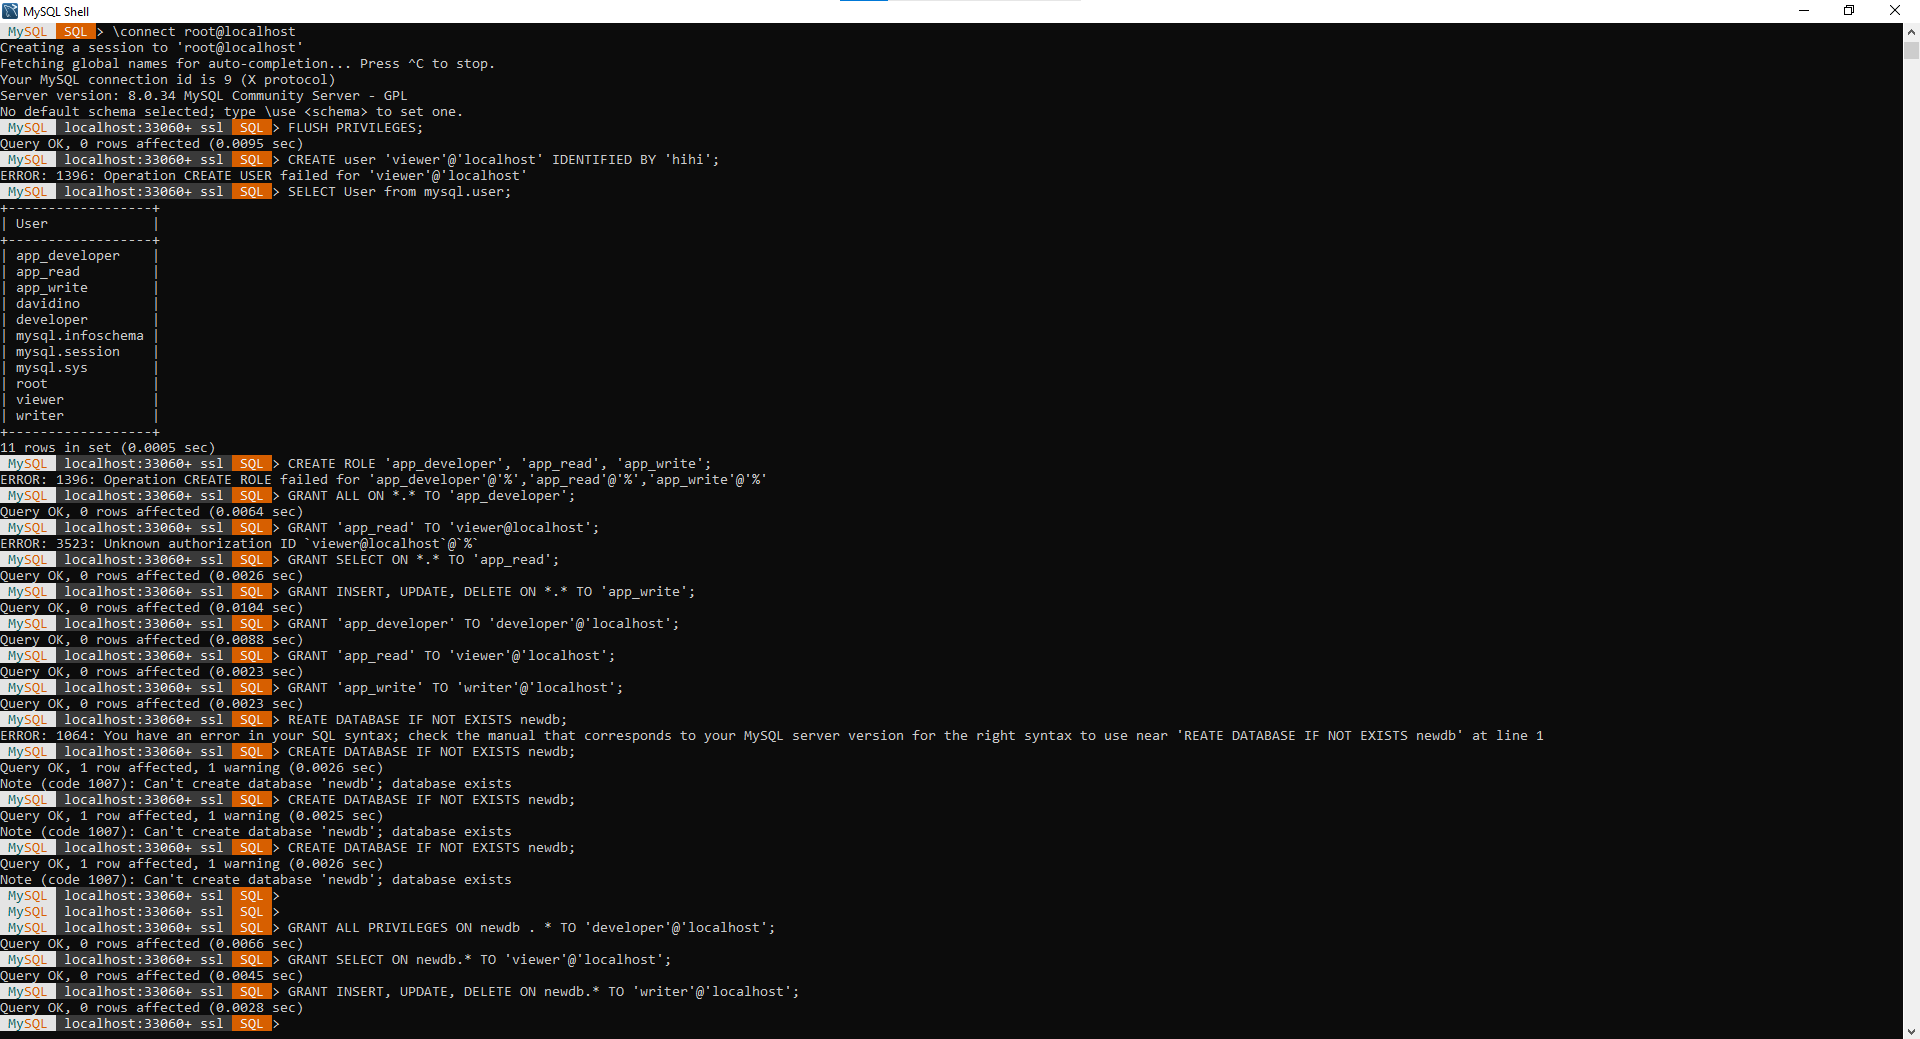 MySQL Shell
MySQL SQL > \connect root@localhost
Creating a session to 'root@localhost'
Fetching global names for auto-completion... Press ^C to stop.
Your MySQL connection id is 9 (X protocol)
Server version: 8.0.34 MySQL Community Server - GPL
No default schema selected; type \use <schema> to set one.
MySQL localhost:33060+ ssl SQL > FLUSH PRIVILEGES;
Query OK, 0 rows affected (0.0095 sec)
MySQL localhost:33060+ ssl SQL > CREATE user 'viewer'@'localhost' IDENTIFIED BY 'hihi';
ERROR: 1396: Operation CREATE USER failed for 'viewer'@'localhost'
MySQL localhost:33060+ ssl SQL > SELECT User from mysql.user;
+------------------+
| User             |
+------------------+
| app_developer    |
| app_read         |
| app_write        |
| davidino         |
| developer        |
| mysql.infoschema |
| mysql.session    |
| mysql.sys        |
| root             |
| viewer           |
| writer           |
+------------------+
11 rows in set (0.0005 sec)
MySQL localhost:33060+ ssl SQL > CREATE ROLE 'app_developer', 'app_read', 'app_write';
ERROR: 1396: Operation CREATE ROLE failed for 'app_developer'@'%','app_read'@'%','app_write'@'%'
MySQL localhost:33060+ ssl SQL > GRANT ALL ON *.* TO 'app_developer';
Query OK, 0 rows affected (0.0064 sec)
MySQL localhost:33060+ ssl SQL > GRANT 'app_read' TO 'viewer@localhost';
ERROR: 3523: Unknown authorization ID `viewer@localhost`@`%`
MySQL localhost:33060+ ssl SQL > GRANT SELECT ON *.* TO 'app_read';
Query OK, 0 rows affected (0.0026 sec)
MySQL localhost:33060+ ssl SQL > GRANT INSERT, UPDATE, DELETE ON *.* TO 'app_write';
Query OK, 0 rows affected (0.0104 sec)
MySQL localhost:33060+ ssl SQL > GRANT 'app_developer' TO 'developer'@'localhost';
Query OK, 0 rows affected (0.0088 sec)
MySQL localhost:33060+ ssl SQL > GRANT 'app_read' TO 'viewer'@'localhost';
Query OK, 0 rows affected (0.0023 sec)
MySQL localhost:33060+ ssl SQL > GRANT 'app_write' TO 'writer'@'localhost';
Query OK, 0 rows affected (0.0023 sec)
MySQL localhost:33060+ ssl SQL > REATE DATABASE IF NOT EXISTS newdb;
ERROR: 1064: You have an error in your SQL syntax; check the manual that corresponds to your MySQL server version for the right syntax to use near 'REATE DATABASE IF NOT EXISTS newdb' at line 1
MySQL localhost:33060+ ssl SQL > CREATE DATABASE IF NOT EXISTS newdb;
Query OK, 1 row affected, 1 warning (0.0026 sec)
Note (code 1007): Can't create database 'newdb'; database exists
MySQL localhost:33060+ ssl SQL > CREATE DATABASE IF NOT EXISTS newdb;
Query OK, 1 row affected, 1 warning (0.0025 sec)
Note (code 1007): Can't create database 'newdb'; database exists
MySQL localhost:33060+ ssl SQL > CREATE DATABASE IF NOT EXISTS newdb;
Query OK, 1 row affected, 1 warning (0.0026 sec)
Note (code 1007): Can't create database 'newdb'; database exists
MySQL localhost:33060+ ssl SQL >
MySQL localhost:33060+ ssl SQL >
MySQL localhost:33060+ ssl SQL > GRANT ALL PRIVILEGES ON newdb . * TO 'developer'@'localhost';
Query OK, 0 rows affected (0.0066 sec)
MySQL localhost:33060+ ssl SQL > GRANT SELECT ON newdb.* TO 'viewer'@'localhost';
Query OK, 0 rows affected (0.0045 sec)
MySQL localhost:33060+ ssl SQL > GRANT INSERT, UPDATE, DELETE ON newdb.* TO 'writer'@'localhost';
Query OK, 0 rows affected (0.0028 sec)
MySQL localhost:33060+ ssl SQL >